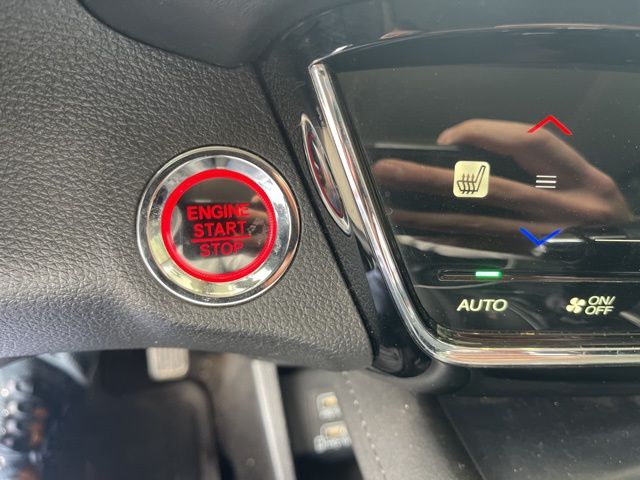 ENGINE
START
STOP
AUTO
ON/
OFF